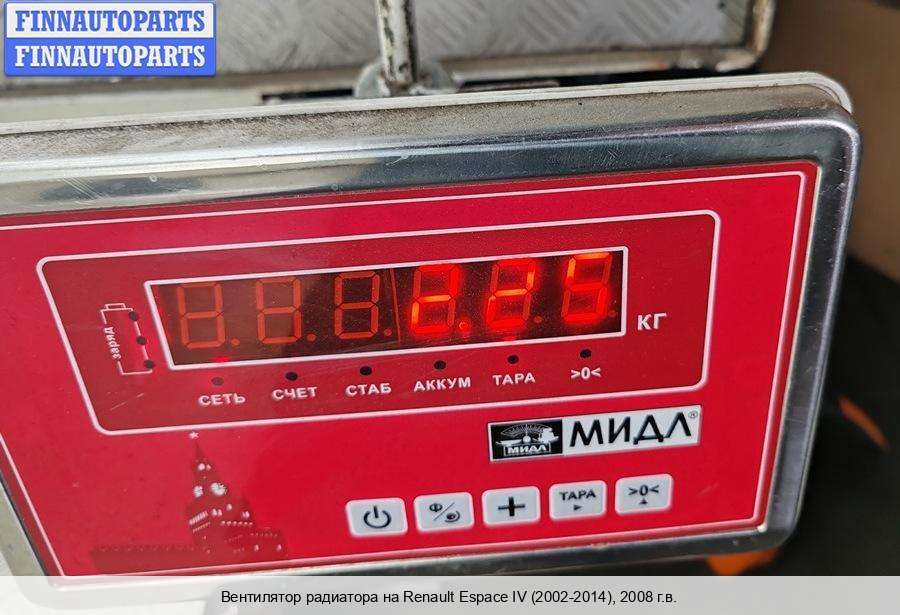 FINNAUTOPARTS
FINNAUTOPARTS
заряд
КГ
СЕТЬ СЧЕТ СТАБ АККУМ ТАРА >0<
МИДЛ МИДЛ®
ТАРА >0<
Вентилятор радиатора на Renault Espace IV (2002-2014), 2008 г.в.